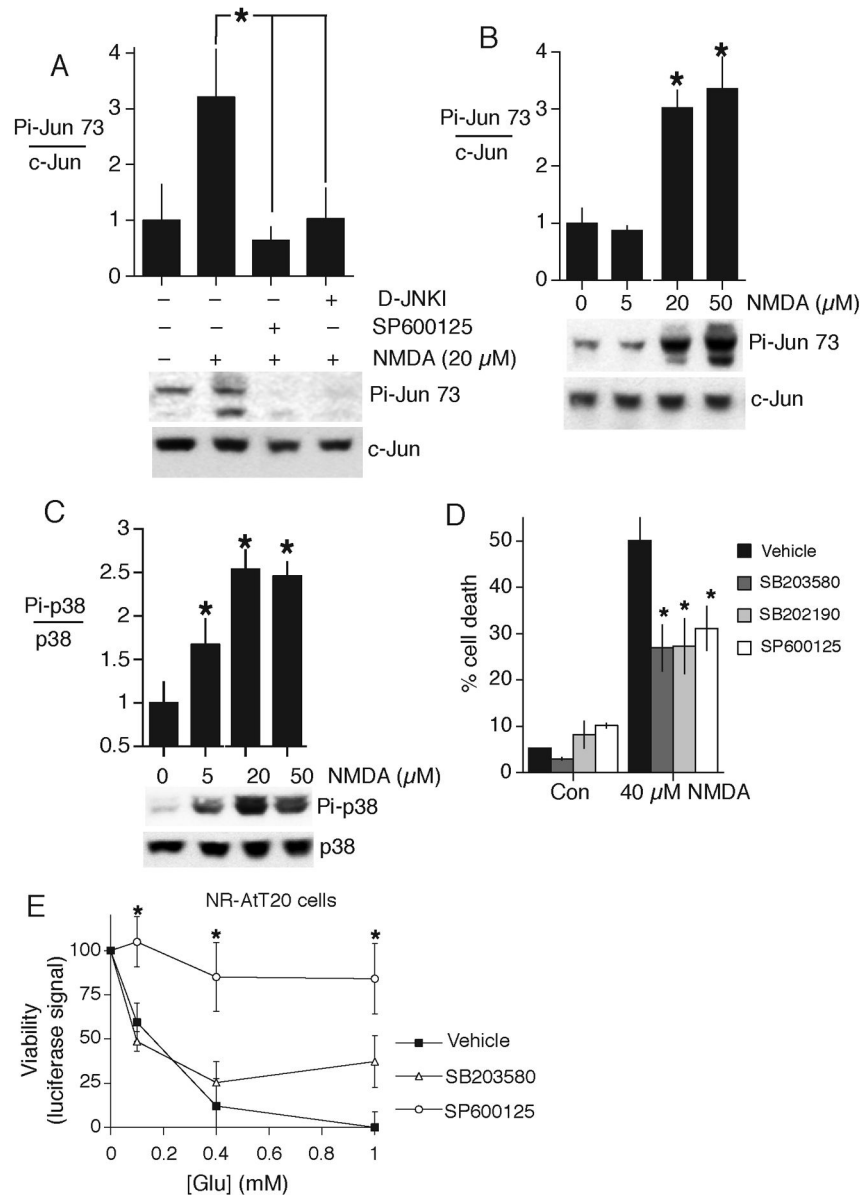 A
*
4
3
2
1
0
Pi-Jun 73
c-Jun
– – – + D-JNKI
– – + – SP600125
– + + + NMDA (20 µM)
Pi-Jun 73
c-Jun
B
* *
4
3
2
1
0
Pi-Jun 73
c-Jun
0 5 20 50 NMDA (µM)
Pi-Jun 73
c-Jun
C
* * *
3
2.5
2
1.5
1
0.5
Pi-p38
p38
0 5 20 50 NMDA (µM)
Pi-p38
p38
D
50
40
30
20
10
0
% cell death
* * *
Con 40 µM NMDA
Vehicle
SB203580
SB202190
SP600125
E
NR-AtT20 cells
* * *
100
75
50
25
0
Viability
(luciferase signal)
0 0.2 0.4 0.6 0.8 1
[Glu] (mM)
Vehicle
SB203580
SP600125